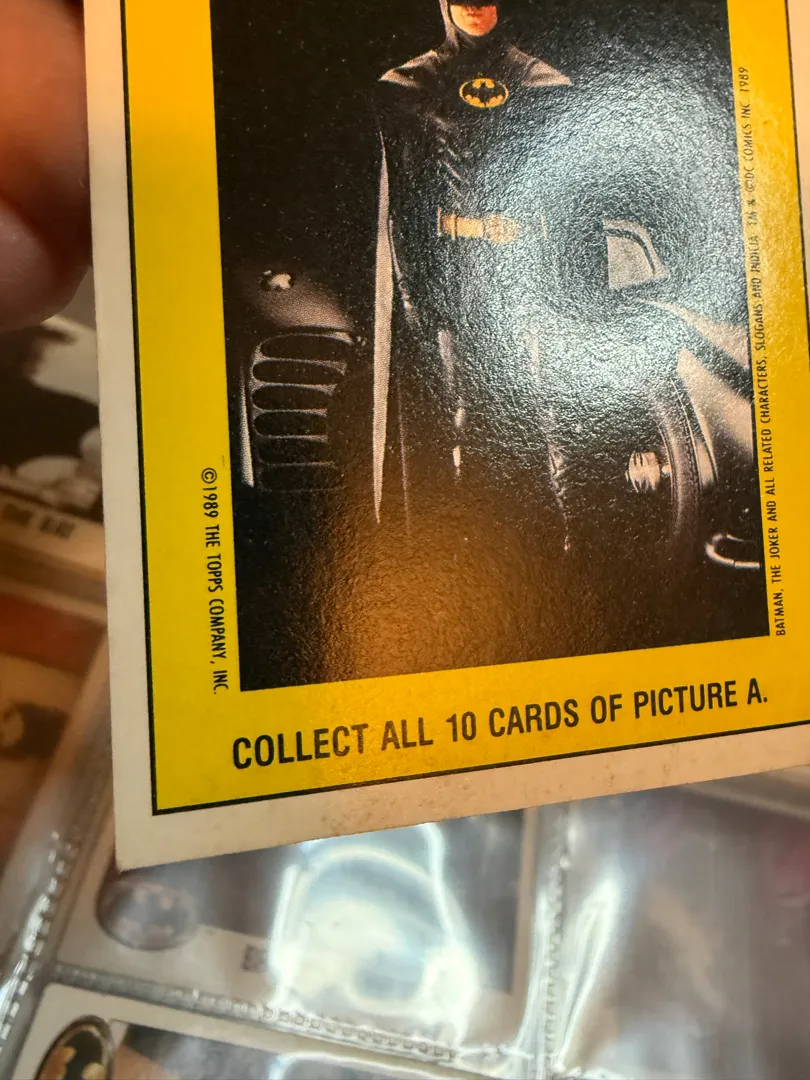 ©1989 THE TOPPS COMPANY, INC.
BATMAN, THE JOKER AND ALL RELATED CHARACTERS, SLOGANS AND INDICIA TM & ©DC COMICS INC. 1989
COLLECT ALL 10 CARDS OF PICTURE A.